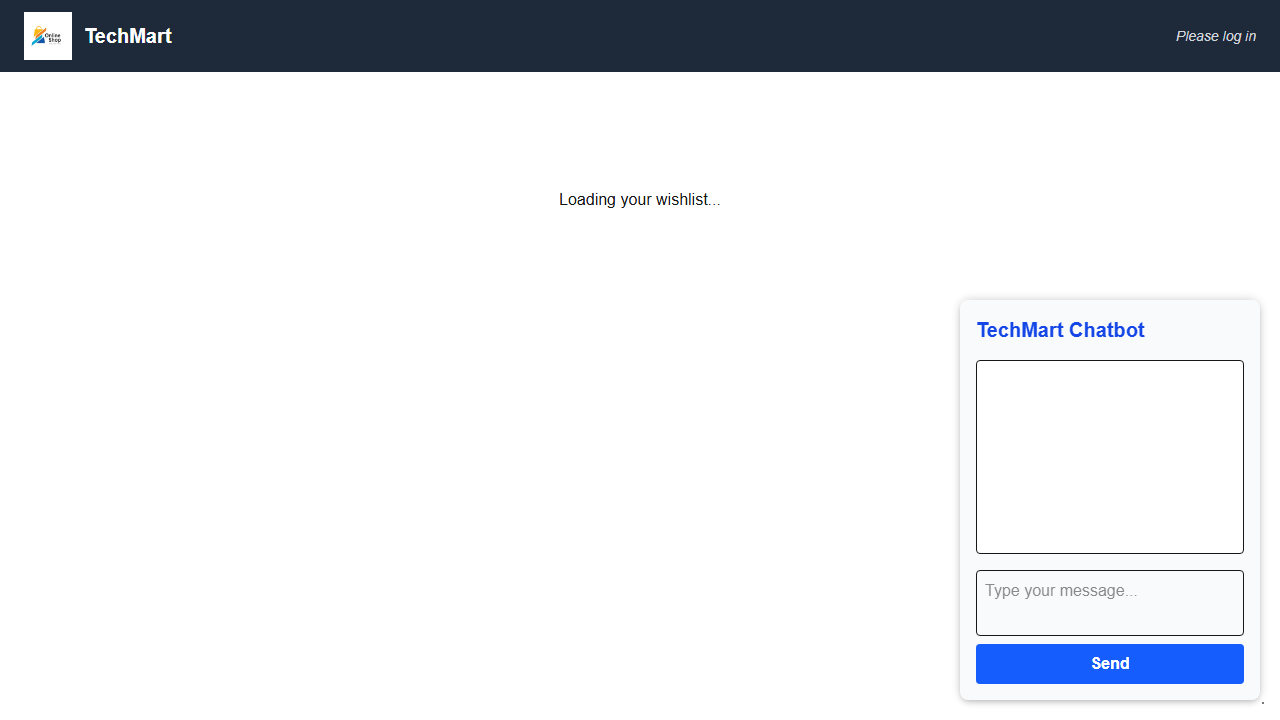 Online
Shop
TechMart
Please log in
Loading your wishlist...
TechMart Chatbot
Type your message...
Send
.